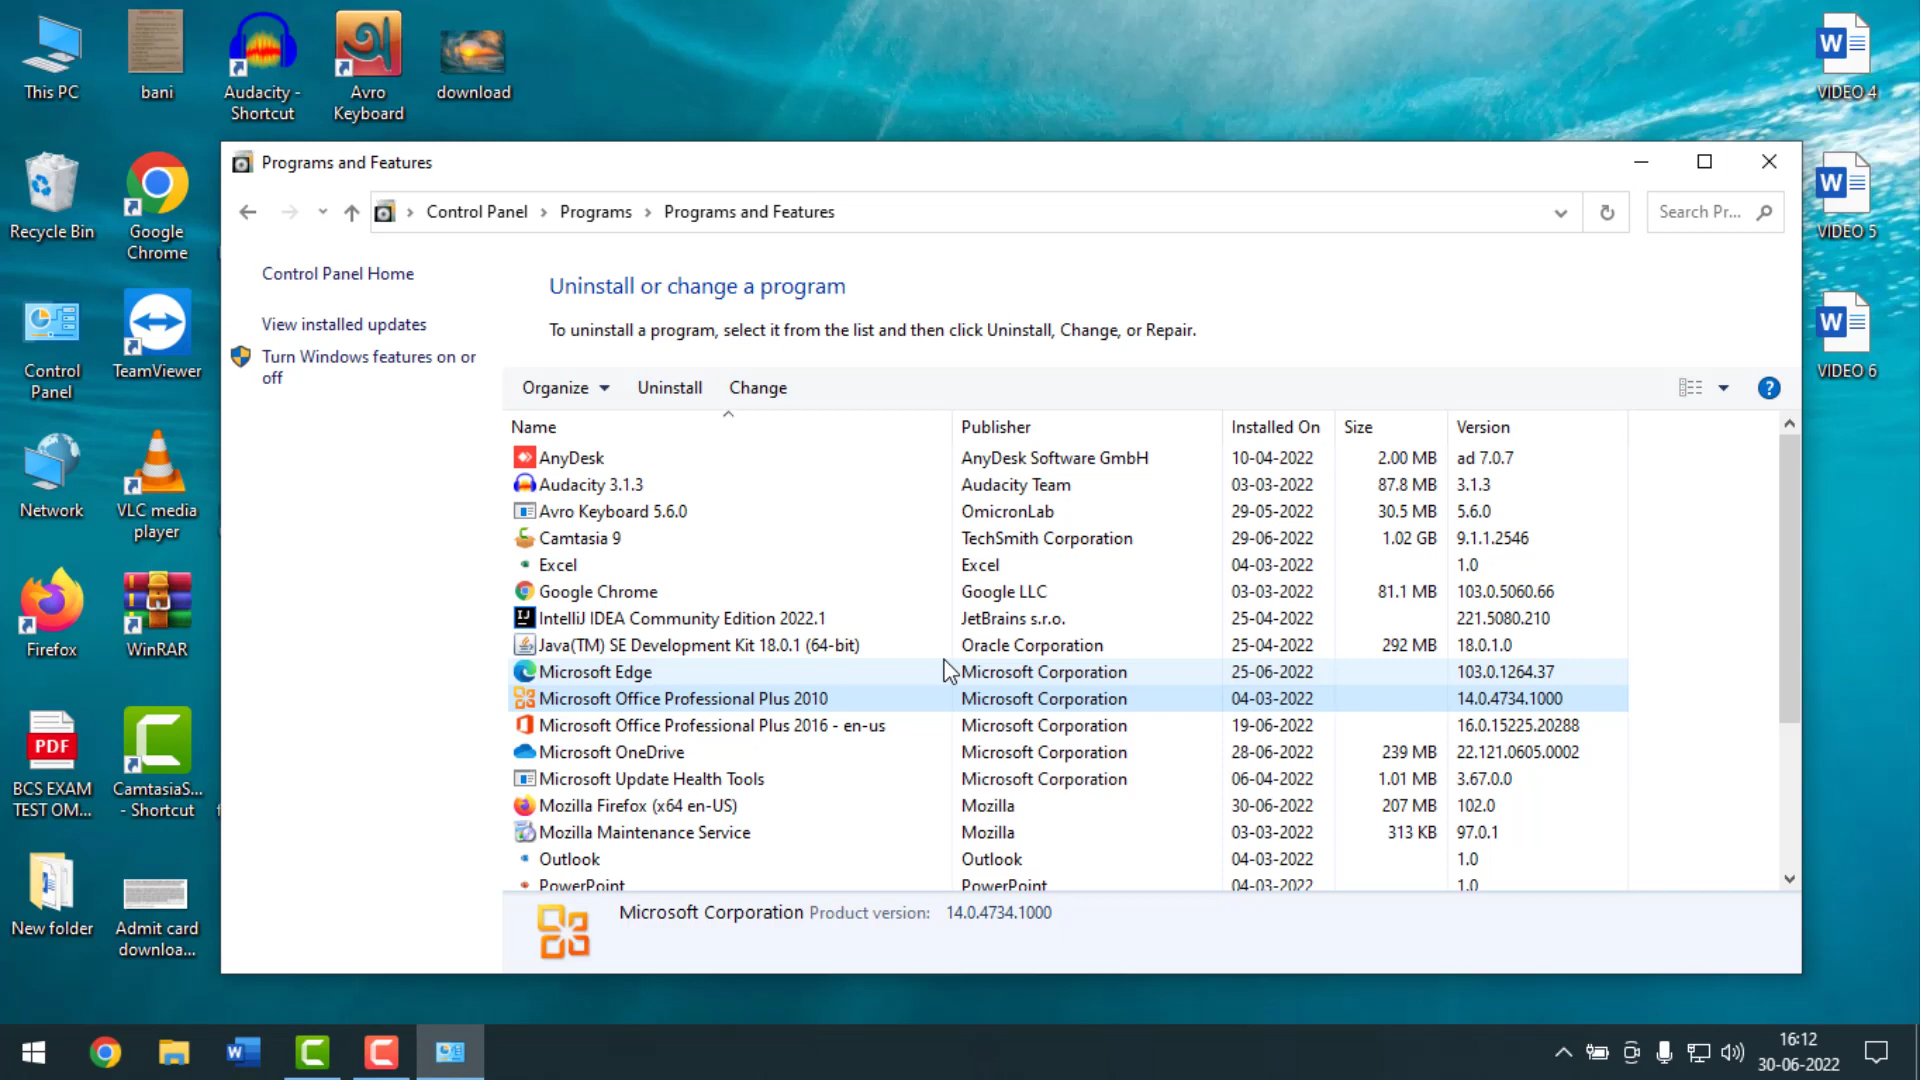 This PC
bani
Audacity -
Shortcut
Avro
Keyboard
download
VIDEO 4
Recycle Bin
Google
Chrome
VIDEO 5
Control
Panel
TeamViewer
VIDEO 6
Network
VLC media
player
Firefox
WinRAR
PDF
BCS EXAM
TEST OM...
CamtasiaS...
- Shortcut
New folder
Admit card
downloa...
Programs and Features
Control Panel > Programs > Programs and Features
Search Pr...
Control Panel Home
View installed updates
Turn Windows features on or
off
Uninstall or change a program
To uninstall a program, select it from the list and then click Uninstall, Change, or Repair.
Organize Uninstall Change
Name Publisher Installed On Size Version
AnyDesk AnyDesk Software GmbH 10-04-2022 2.00 MB ad 7.0.7
Audacity 3.1.3 Audacity Team 03-03-2022 87.8 MB 3.1.3
Avro Keyboard 5.6.0 OmicronLab 29-05-2022 30.5 MB 5.6.0
Camtasia 9 TechSmith Corporation 29-06-2022 1.02 GB 9.1.1.2546
Excel Excel 04-03-2022 1.0
Google Chrome Google LLC 03-03-2022 81.1 MB 103.0.5060.66
IntelliJ IDEA Community Edition 2022.1 JetBrains s.r.o. 25-04-2022 221.5080.210
Java(TM) SE Development Kit 18.0.1 (64-bit) Oracle Corporation 25-04-2022 292 MB 18.0.1.0
Microsoft Edge Microsoft Corporation 25-06-2022 103.0.1264.37
Microsoft Office Professional Plus 2010 Microsoft Corporation 04-03-2022 14.0.4734.1000
Microsoft Office Professional Plus 2016 - en-us Microsoft Corporation 19-06-2022 16.0.15225.20288
Microsoft OneDrive Microsoft Corporation 28-06-2022 239 MB 22.121.0605.0002
Microsoft Update Health Tools Microsoft Corporation 06-04-2022 1.01 MB 3.67.0.0
Mozilla Firefox (x64 en-US) Mozilla 30-06-2022 207 MB 102.0
Mozilla Maintenance Service Mozilla 03-03-2022 313 KB 97.0.1
Outlook Outlook 04-03-2022 1.0
PowerPoint PowerPoint 04-03-2022 1.0
Microsoft Corporation Product version: 14.0.4734.1000
16:12
30-06-2022